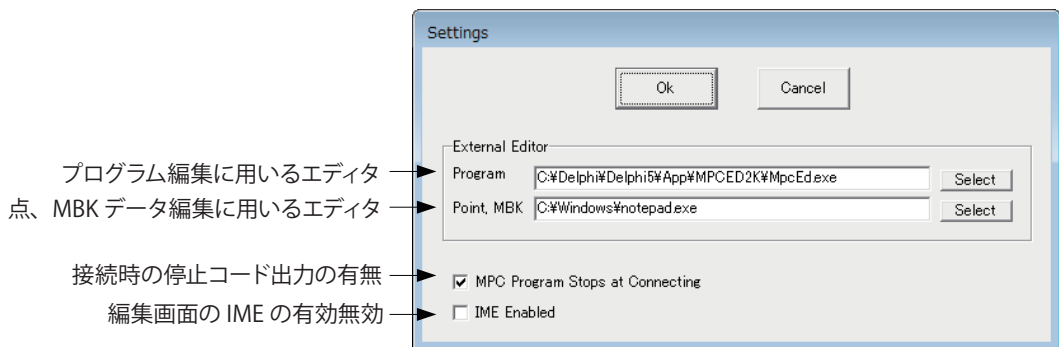 Settings
Ok Cancel
External Editor
プログラム編集に用いるエディタ Program C:¥Delphi¥Delphi5¥App¥MPCED2K¥MpcEd.exe Select
点、MBK データ編集に用いるエディタ Point, MBK C:¥Windows¥notepad.exe Select
接続時の停止コード出力の有無 MPC Program Stops at Connecting
編集画面の IME の有効無効 IME Enabled